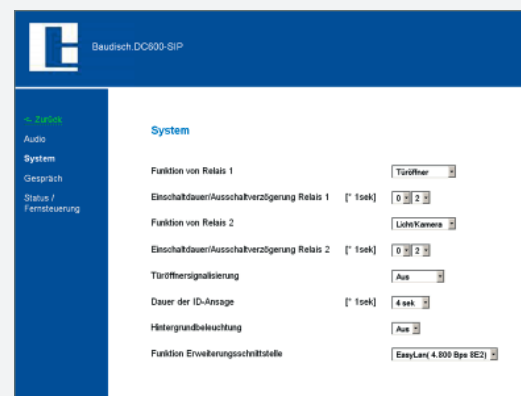 Baudisch.DC600-SIP
<- Zurück
Audio
System
Gespräch
Status /
Fernsteuerung
System
Funktion von Relais 1 Türöffner
Einschaltdauer/Ausschaltverzögerung Relais 1 [* 1sek] 0 2
Funktion von Relais 2 Licht/Kamera
Einschaltdauer/Ausschaltverzögerung Relais 2 [* 1sek] 0 2
Türöffnersignalisierung Aus
Dauer der ID-Ansage [* 1sek] 4 sek
Hintergrundbeleuchtung Aus
Funktion Erweiterungsschnittstelle EasyLan( 4.800 Bps 8E2)